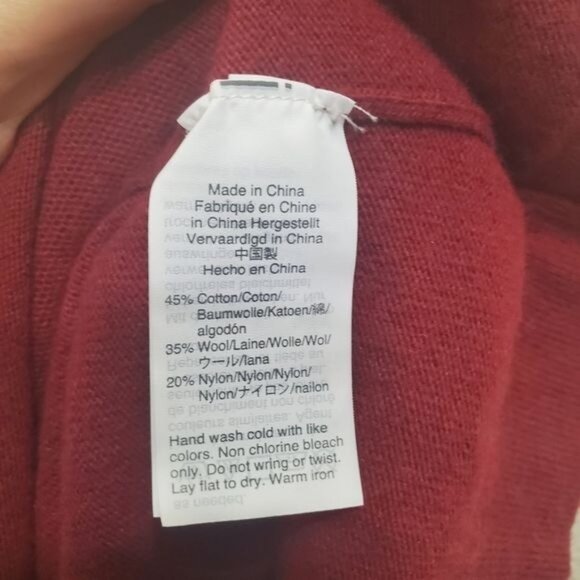 Made in China
Fabriqué en Chine
in China Hergestellt
Vervaardigd in China
中国製
Hecho en China
45% Cotton/Coton/
Baumwolle/Katoen/綿/
algodón
35% Wool/Laine/Wolle/Wol/
ウール/lana
20% Nylon/Nylon/Nylon/
Nylon/ナイロン/nailon
Hand wash cold with like
colors. Non chlorine bleach
only. Do not wring or twist.
Lay flat to dry. Warm iron
as needed.